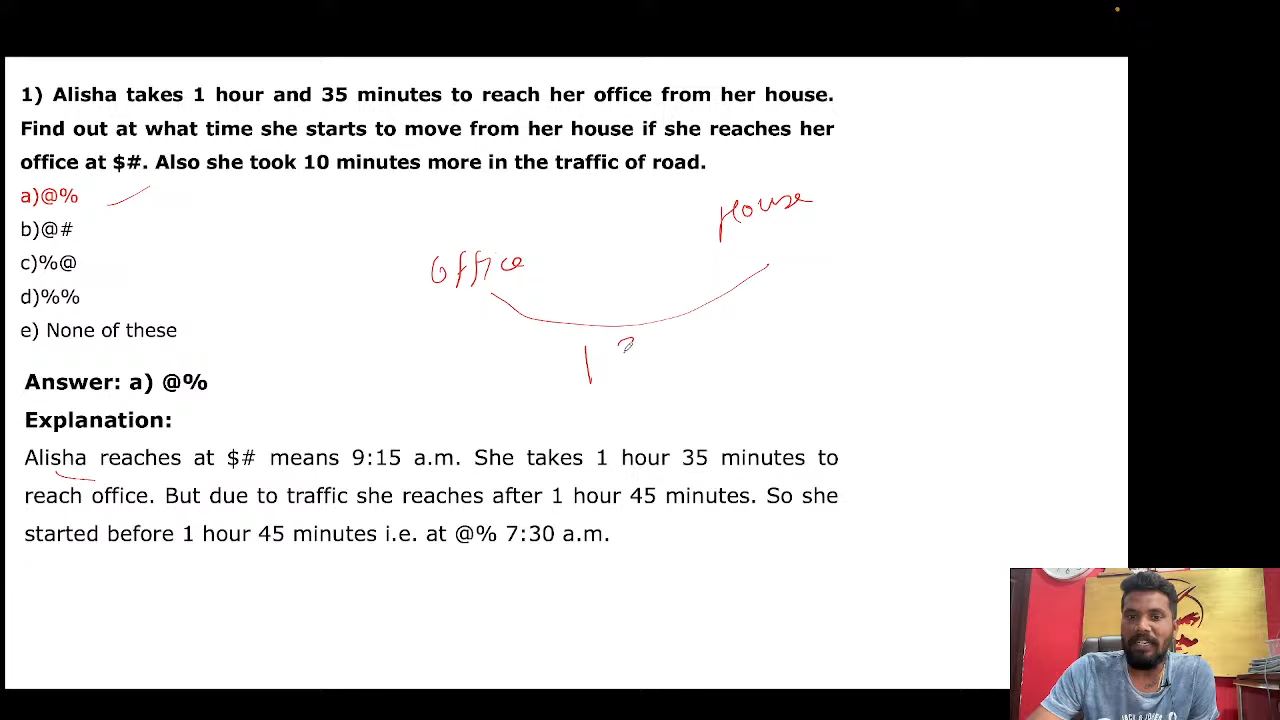 1) Alisha takes 1 hour and 35 minutes to reach her office from her house.
Find out at what time she starts to move from her house if she reaches her
office at $#. Also she took 10 minutes more in the traffic of road.
a)@%
b)@#
c)%@
d)%%
e) None of these
House
Office
1
Answer: a) @%
Explanation:
Alisha reaches at $# means 9:15 a.m. She takes 1 hour 35 minutes to
reach office. But due to traffic she reaches after 1 hour 45 minutes. So she
started before 1 hour 45 minutes i.e. at @% 7:30 a.m.